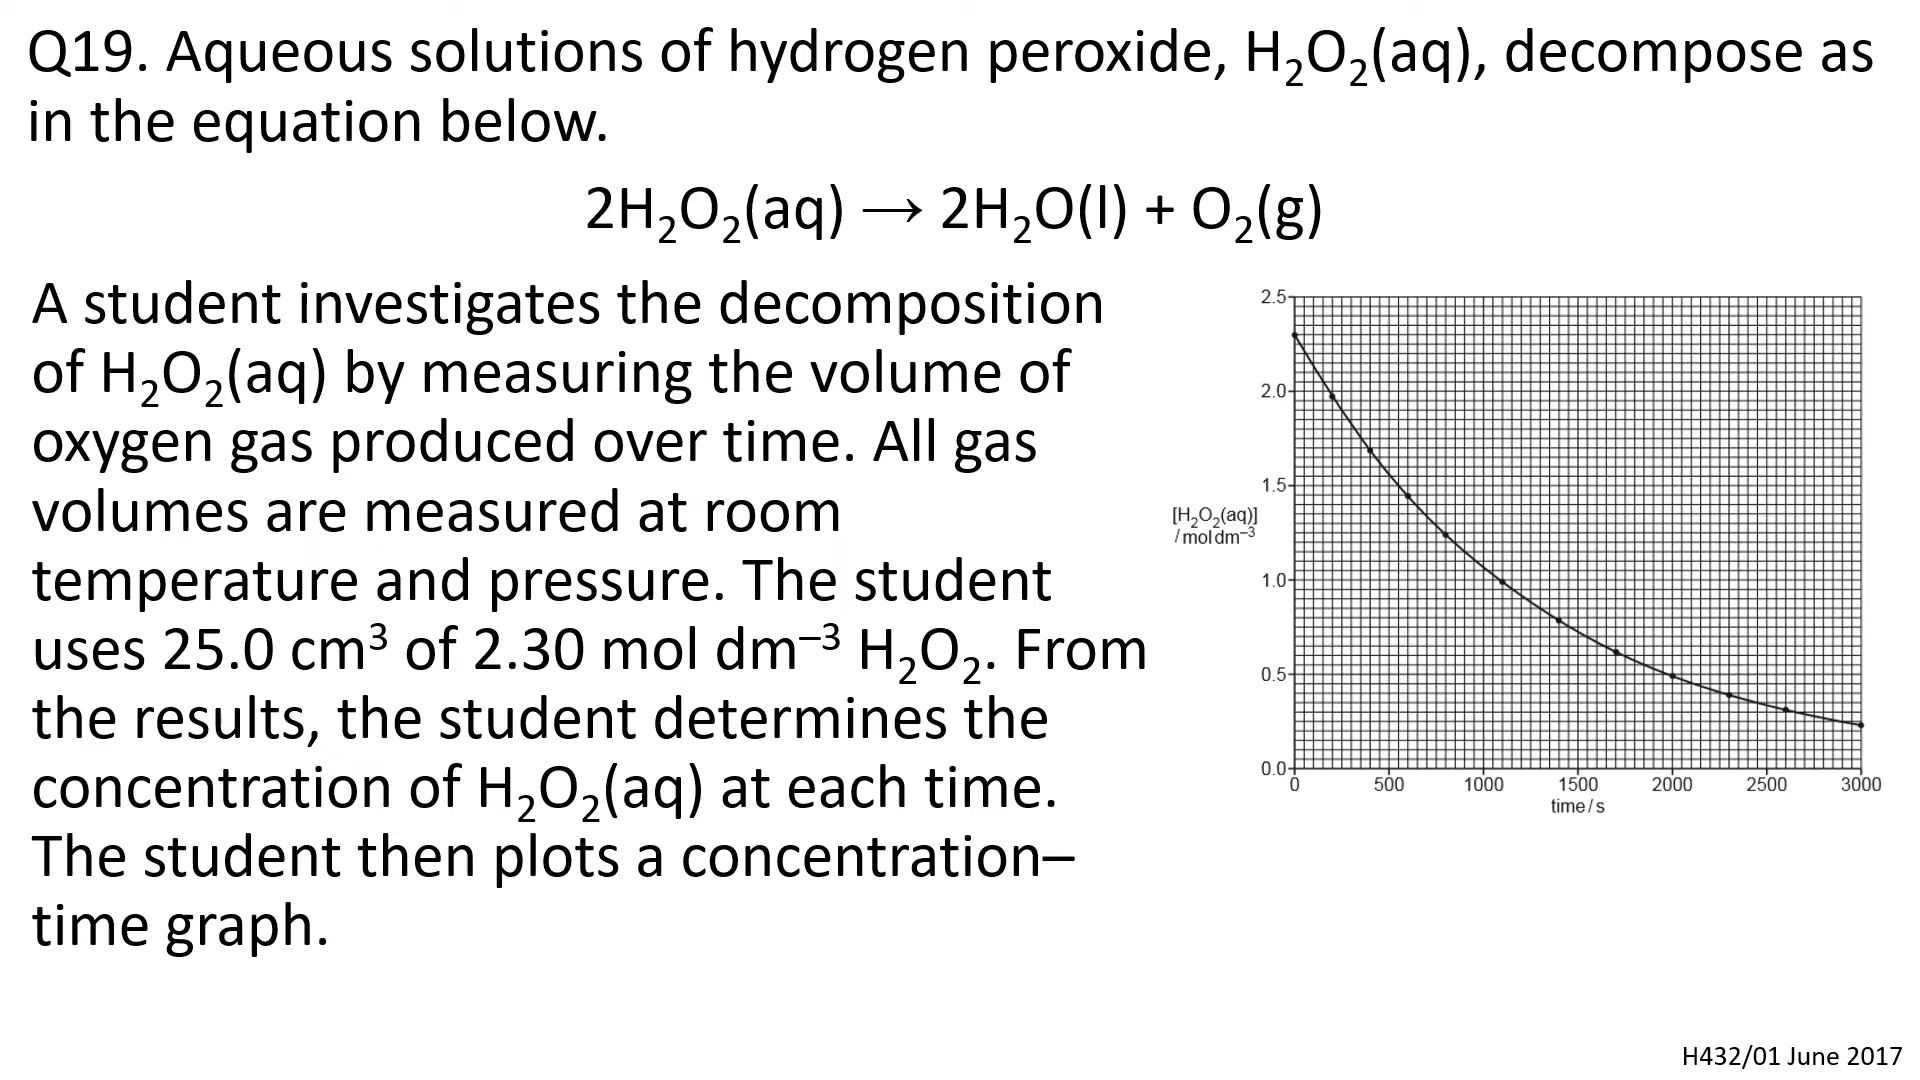 Q19. Aqueous solutions of hydrogen peroxide, H₂O₂(aq), decompose as
in the equation below.
2H₂O₂(aq) → 2H₂O(l) + O₂(g)
A student investigates the decomposition
of H₂O₂(aq) by measuring the volume of
oxygen gas produced over time. All gas
volumes are measured at room
temperature and pressure. The student
uses 25.0 cm³ of 2.30 mol dm⁻³ H₂O₂. From
the results, the student determines the
concentration of H₂O₂(aq) at each time.
The student then plots a concentration–
time graph.
2.5
2.0
1.5
[H₂O₂(aq)]
/ mol dm⁻³
1.0
0.5
0.0
0 500 1000 1500 2000 2500 3000
time / s
H432/01 June 2017